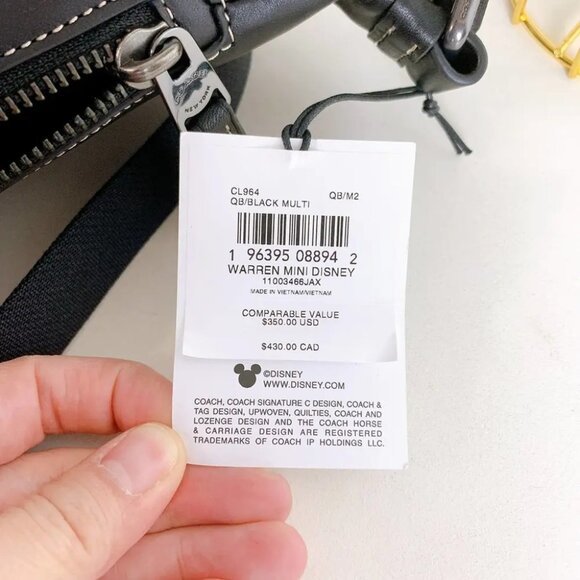 CL964 QB/M2
QB/BLACK MULTI
1 96395 08894 2
WARREN MINI DISNEY
11003466JAX
MADE IN VIETNAM/VIETNAM
COMPARABLE VALUE
$350.00 USD
$430.00 CAD
©DISNEY
WWW.DISNEY.COM
COACH, COACH SIGNATURE C DESIGN, COACH &
TAG DESIGN, UPWOVEN, QUILTIES, COACH AND
LOZENGE DESIGN AND THE COACH HORSE
& CARRIAGE DESIGN ARE REGISTERED
TRADEMARKS OF COACH IP HOLDINGS LLC.